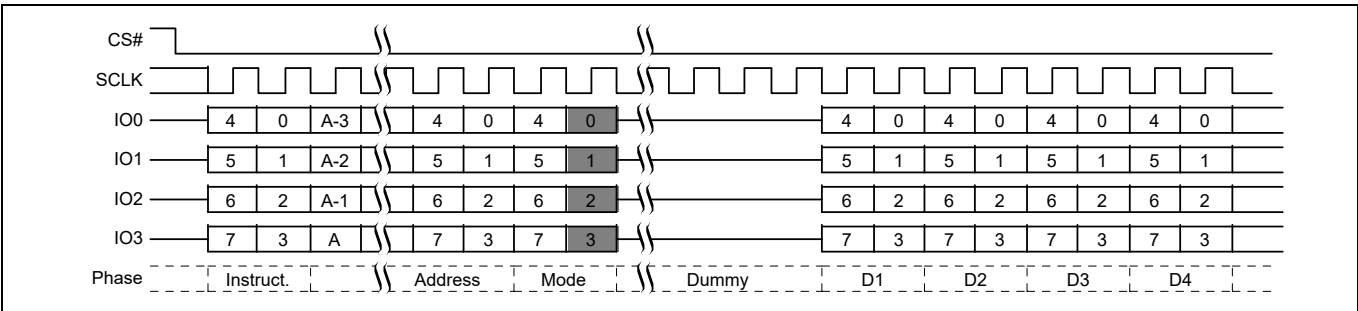 CS#
SCLK
IO0 4 0 A-3 4 0 4 0 4 0 4 0 4 0 4 0
IO1 5 1 A-2 5 1 5 1 5 1 5 1 5 1 5 1
IO2 6 2 A-1 6 2 6 2 6 2 6 2 6 2 6 2
IO3 7 3 A 7 3 7 3 7 3 7 3 7 3 7 3
Phase Instruct. Address Mode Dummy D1 D2 D3 D4